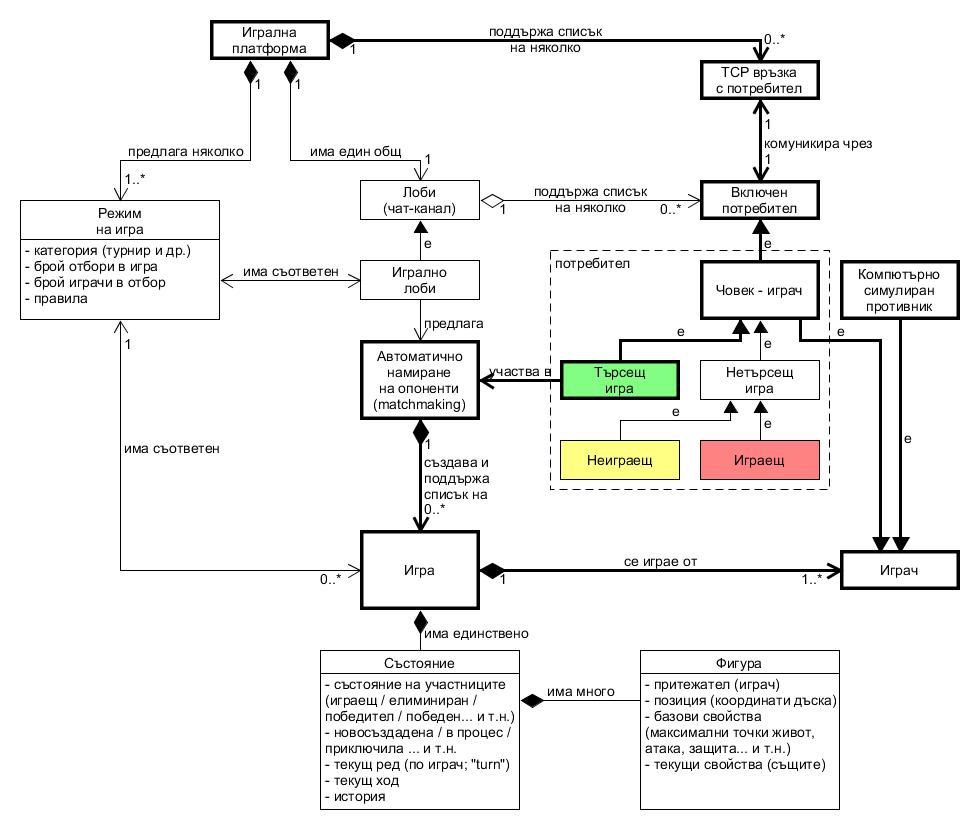 Игрална
платформа
1
1
1
поддържа списък
на няколко
0..*
TCP връзка
с потребител
1
комуникира чрез
1
предлага няколко
1..*
има един общ
1
Режим
на игра
- категория (турнир и др.)
- брой отбори в игра
- брой играчи в отбор
- правила
Лоби
(чат-канал)
1
поддържа списък
на няколко
0..*
Включен
потребител
е
е
има съответен
Игрално
лоби
предлага
потребител
Човек - играч
Компютърно
симулиран
противник
е
е
е
Автоматично
намиране
на опоненти
(matchmaking)
участва в
Търсещ
игра
Нетърсещ
игра
е
е
Неиграещ
Играещ
1
има съответен
1
създава и
поддържа
списък на
0..*
е
0..*
Игра
1
се играе от
1..*
Играч
има единствено
Състояние
- състояние на участниците
(играещ / елиминиран /
победител / победен... и т.н.)
- новосъздадена / в процес /
приключила ... и т.н.
- текущ ред (по играч; "turn")
- текущ ход
- история
има много
Фигура
- притежател (играч)
- позиция (координати дъска)
- базови свойства
(максимални точки живот,
атака, защита... и т.н.)
- текущи свойства (същите)